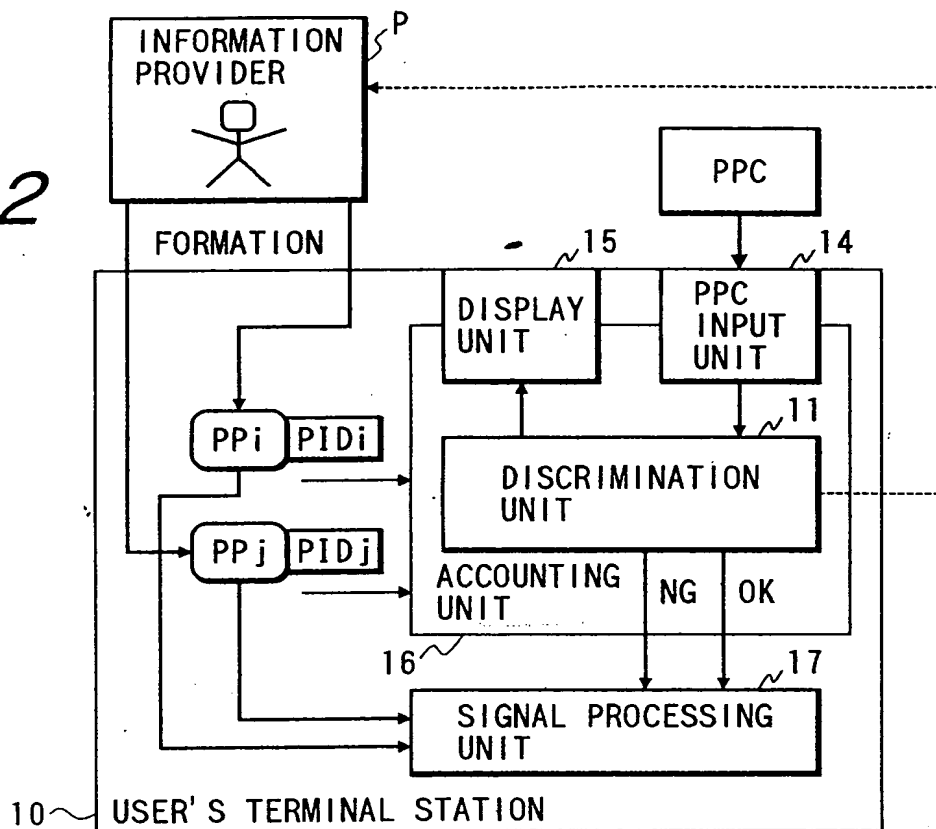 INFORMATION
PROVIDER
P
2
PPC
FORMATION
15
14
DISPLAY
UNIT
PPC
INPUT
UNIT
11
PPi
PIDi
DISCRIMINATION
UNIT
PPj
PIDj
ACCOUNTING
UNIT
NG
OK
16
17
SIGNAL PROCESSING
UNIT
10
USER'S TERMINAL STATION